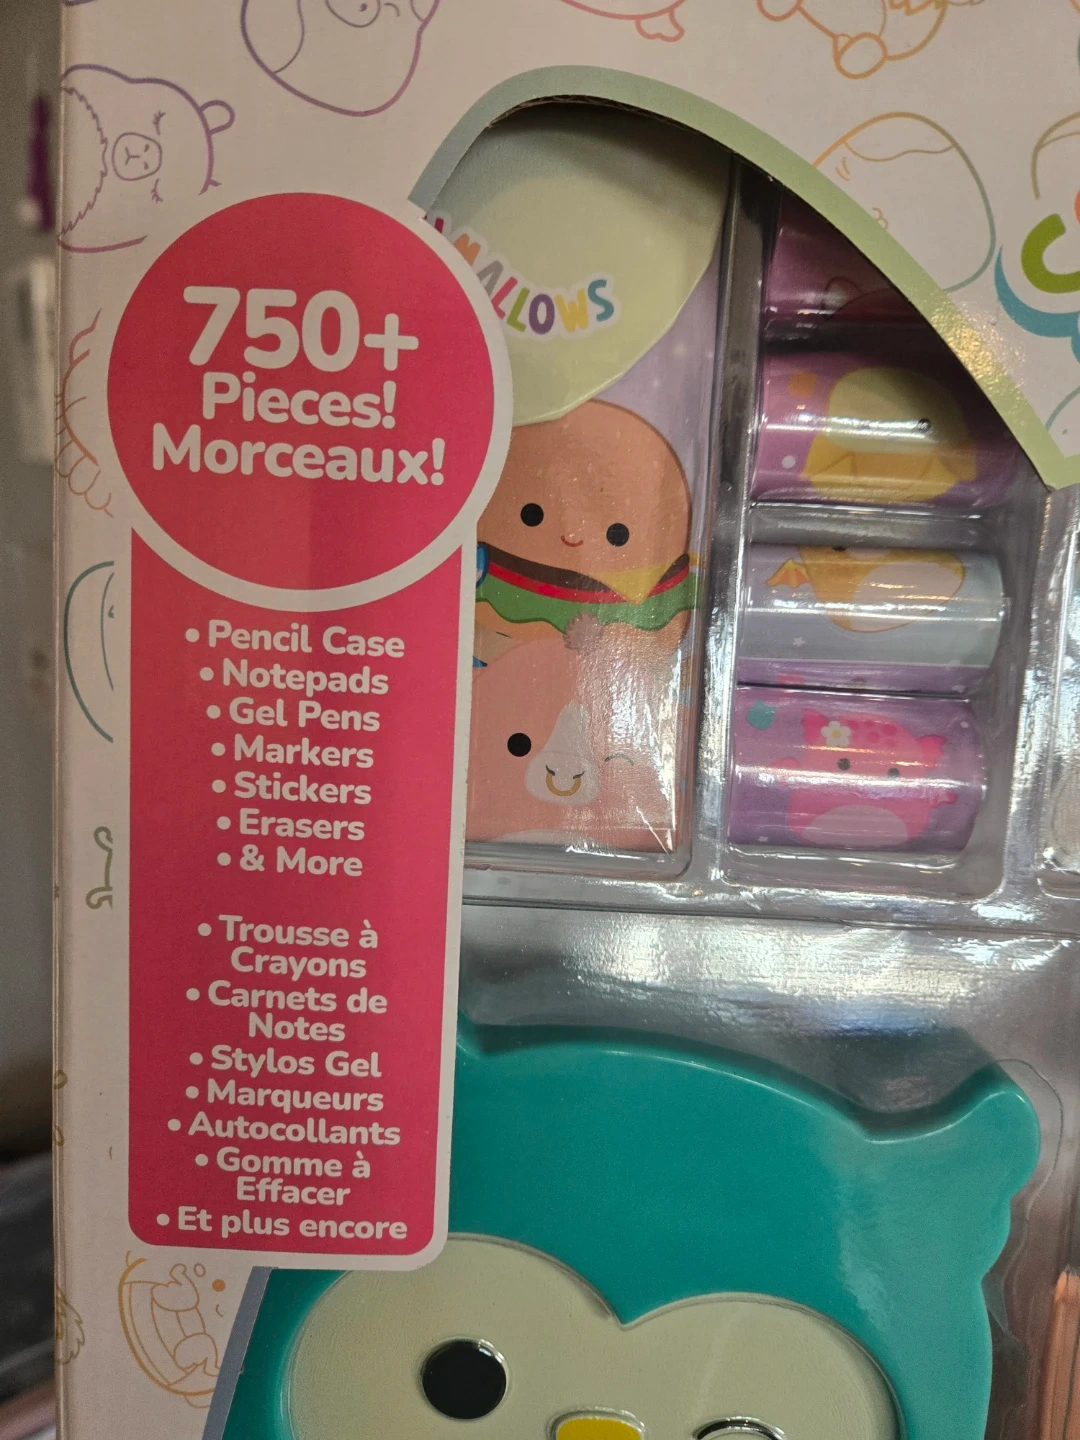 750+
Pieces!
Morceaux!
• Pencil Case
• Notepads
• Gel Pens
• Markers
• Stickers
• Erasers
• & More
• Trousse à
Crayons
• Carnets de
Notes
• Stylos Gel
• Marqueurs
• Autocollants
• Gomme à
Effacer
• Et plus encore
MALLOWS